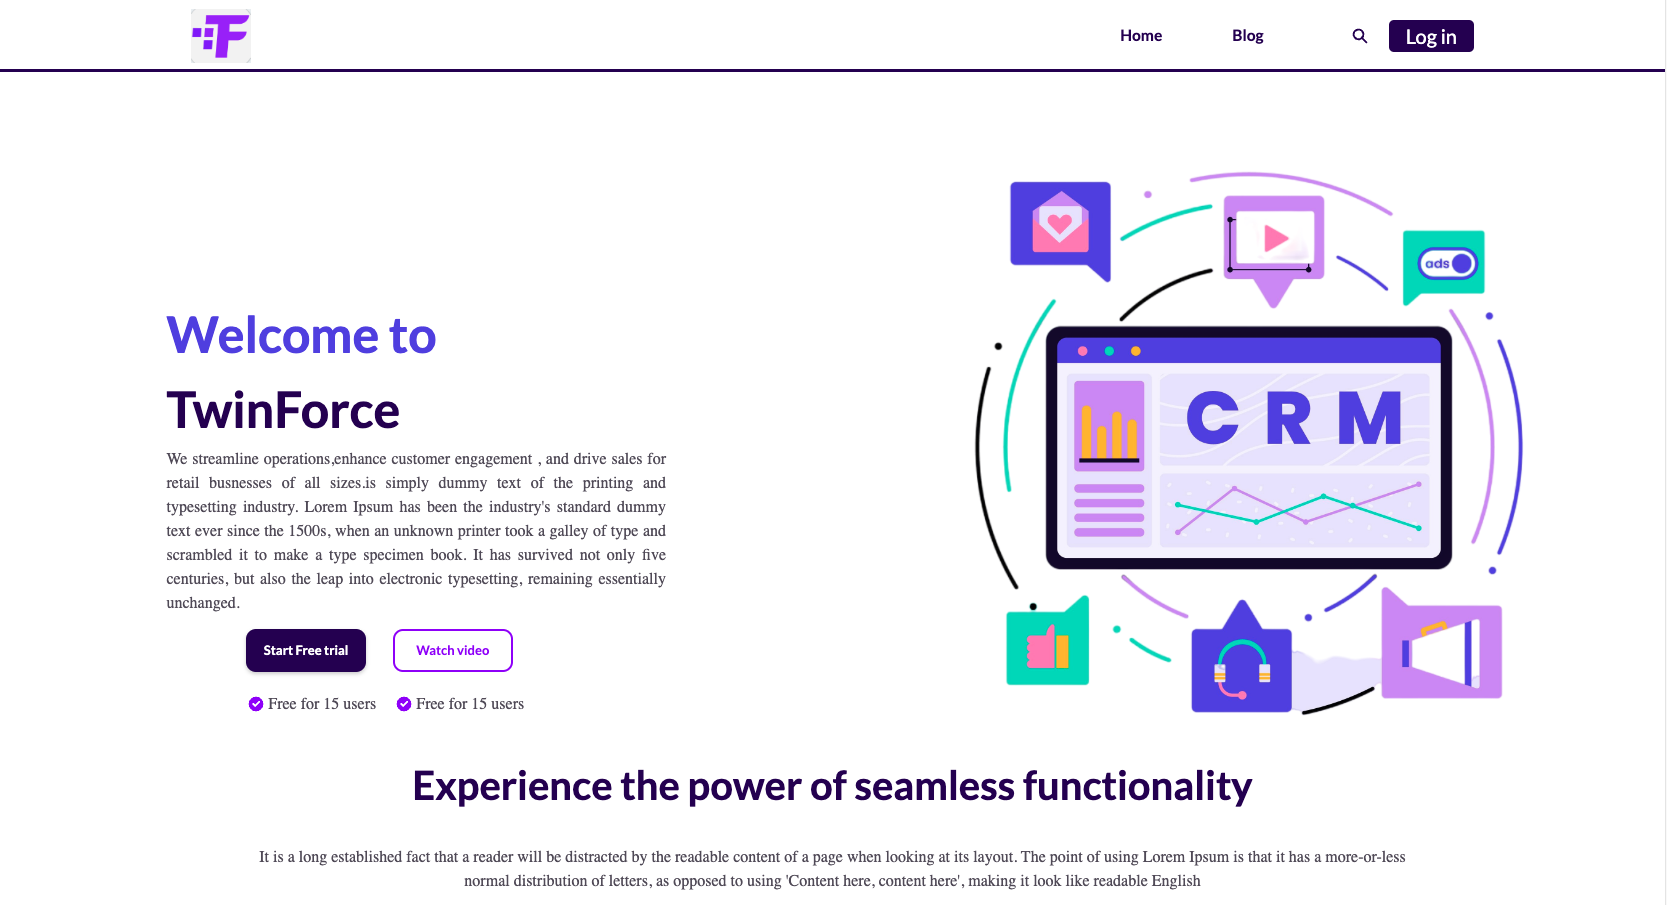 Home
Blog
Log in
ads
CRM
Welcome to
TwinForce
We streamline operations,enhance customer engagement , and drive sales for
retail busnesses of all sizes.is simply dummy text of the printing and
typesetting industry. Lorem Ipsum has been the industry's standard dummy
text ever since the 1500s, when an unknown printer took a galley of type and
scrambled it to make a type specimen book. It has survived not only five
centuries, but also the leap into electronic typesetting, remaining essentially
unchanged.
Start Free trial
Watch video
Free for 15 users
Free for 15 users
Experience the power of seamless functionality
It is a long established fact that a reader will be distracted by the readable content of a page when looking at its layout. The point of using Lorem Ipsum is that it has a more-or-less
normal distribution of letters, as opposed to using 'Content here, content here', making it look like readable English